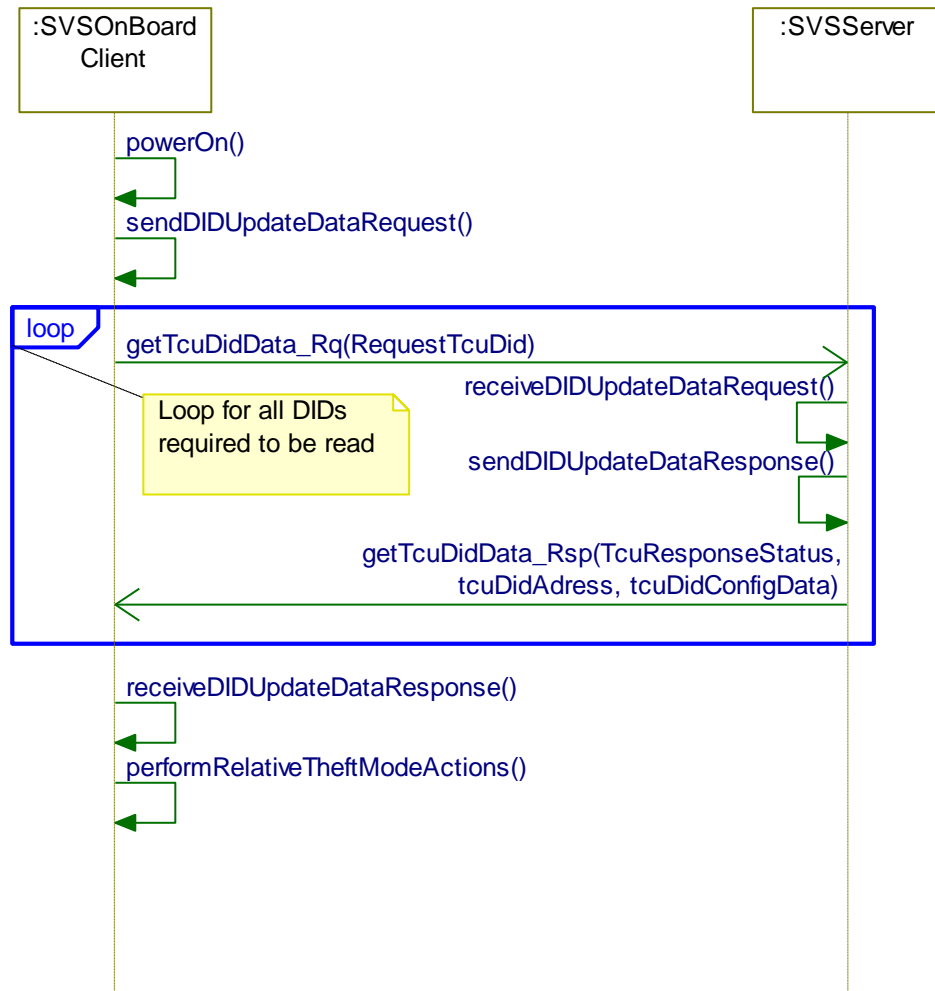 :SVSOnBoard
Client
:SVSServer
powerOn()
sendDIDUpdateDataRequest()
loop
getTcuDidData_Rq(RequestTcuDid)
receiveDIDUpdateDataRequest()
Loop for all DIDs
required to be read
sendDIDUpdateDataResponse()
getTcuDidData_Rsp(TcuResponseStatus,
tcuDidAdress, tcuDidConfigData)
receiveDIDUpdateDataResponse()
performRelativeTheftModeActions()